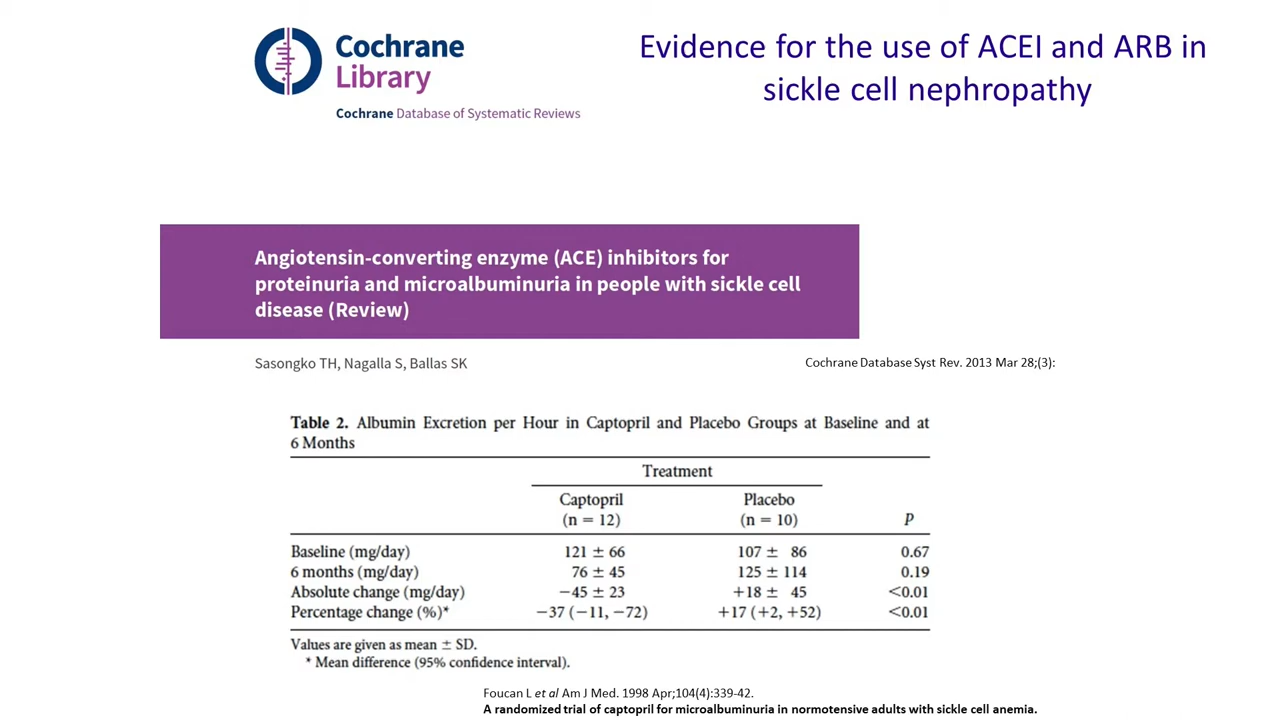 Cochrane
Library
Cochrane Database of Systematic Reviews
Evidence for the use of ACEI and ARB in
sickle cell nephropathy
Angiotensin-converting enzyme (ACE) inhibitors for
proteinuria and microalbuminuria in people with sickle cell
disease (Review)
Sasongko TH, Nagalla S, Ballas SK
Cochrane Database Syst Rev. 2013 Mar 28;(3):
Table 2. Albumin Excretion per Hour in Captopril and Placebo Groups at Baseline and at
6 Months
Treatment
Captopril Placebo
(n = 12) (n = 10) P
Baseline (mg/day) 121 ± 66 107 ± 86 0.67
6 months (mg/day) 76 ± 45 125 ± 114 0.19
Absolute change (mg/day) −45 ± 23 +18 ± 45 <0.01
Percentage change (%)* −37 (−11, −72) +17 (+2, +52) <0.01
Values are given as mean ± SD.
* Mean difference (95% confidence interval).
Foucan L et al Am J Med. 1998 Apr;104(4):339-42.
A randomized trial of captopril for microalbuminuria in normotensive adults with sickle cell anemia.